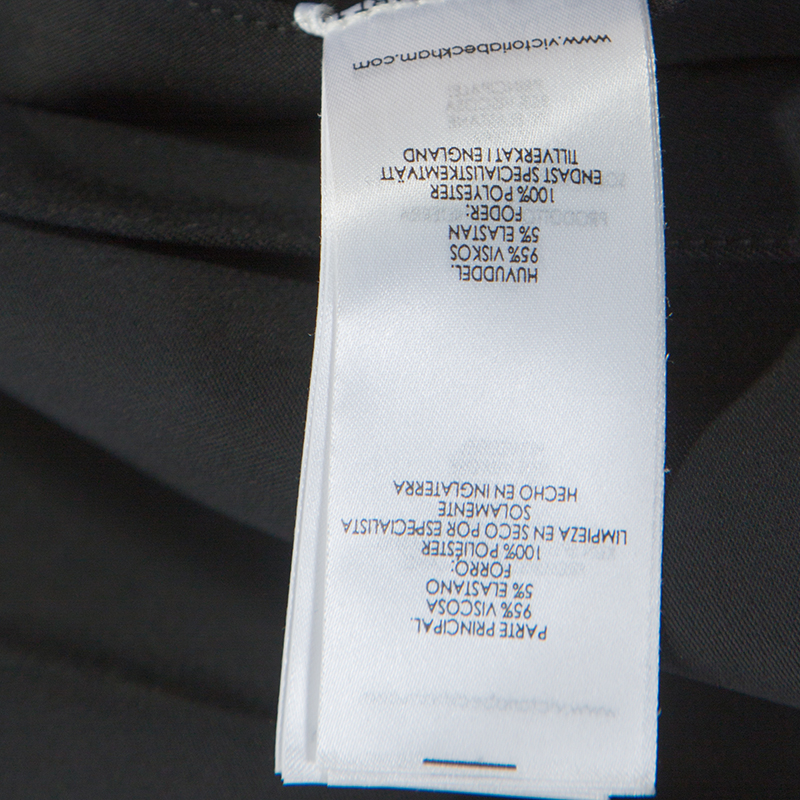 PARTE PRINCIPAL.
95% VISCOSA
5% ELASTANO
FORRO:
100% POLIÉSTER
LIMPIEZA EN SECO POR ESPECIALISTA
SOLAMENTE
HECHO EN INGLATERRA
HUVUDDEL.
95% VISKOS
5% ELASTAN
FODER:
100% POLYESTER
ENDAST SPECIALISTKEMTVÄTT
TILLVERKAT I ENGLAND
www.victoriabeckham.com